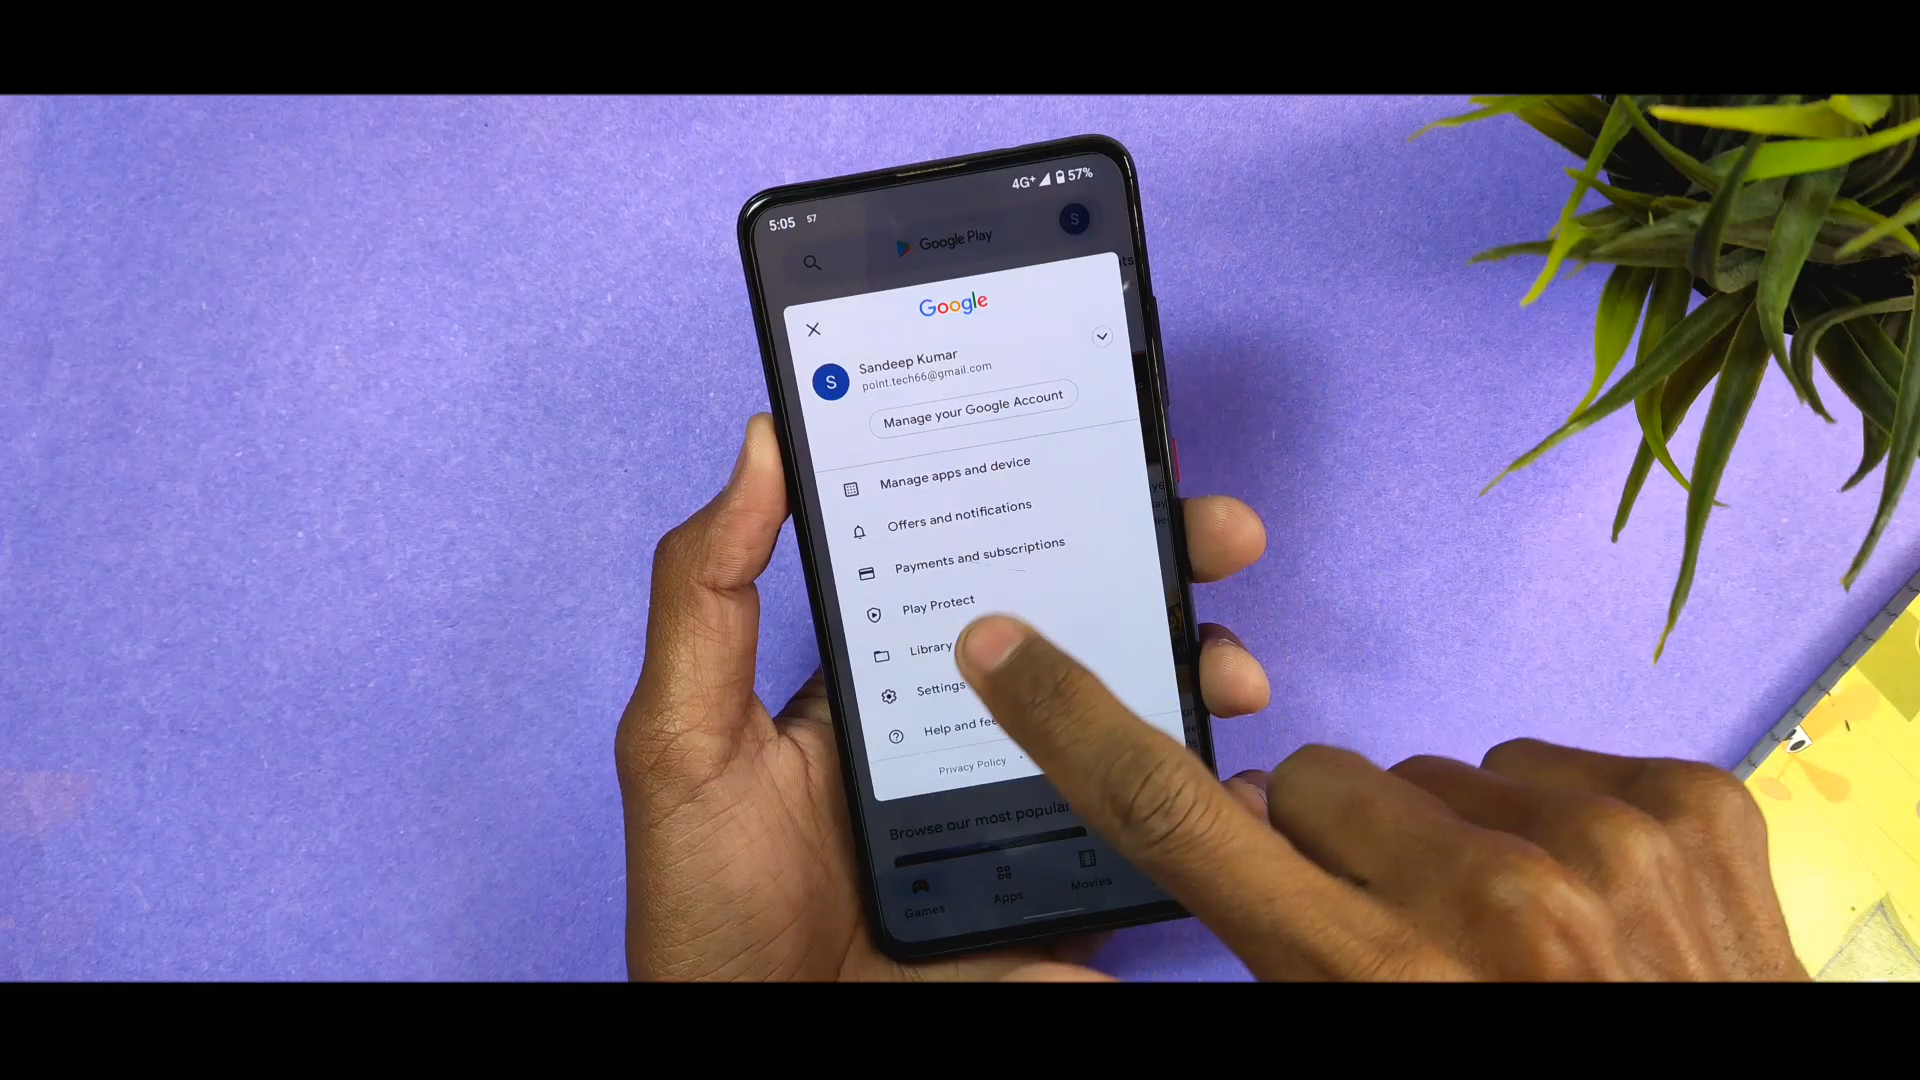 5:05 57 4G+ 57%
Google Play
Google
Sandeep Kumar
point.tech66@gmail.com
S
S
Manage your Google Account
Manage apps and device
Offers and notifications
Payments and subscriptions
Play Protect
Library
Settings
Help and fee
Privacy Policy •
Browse our most popular
Games Apps Movies